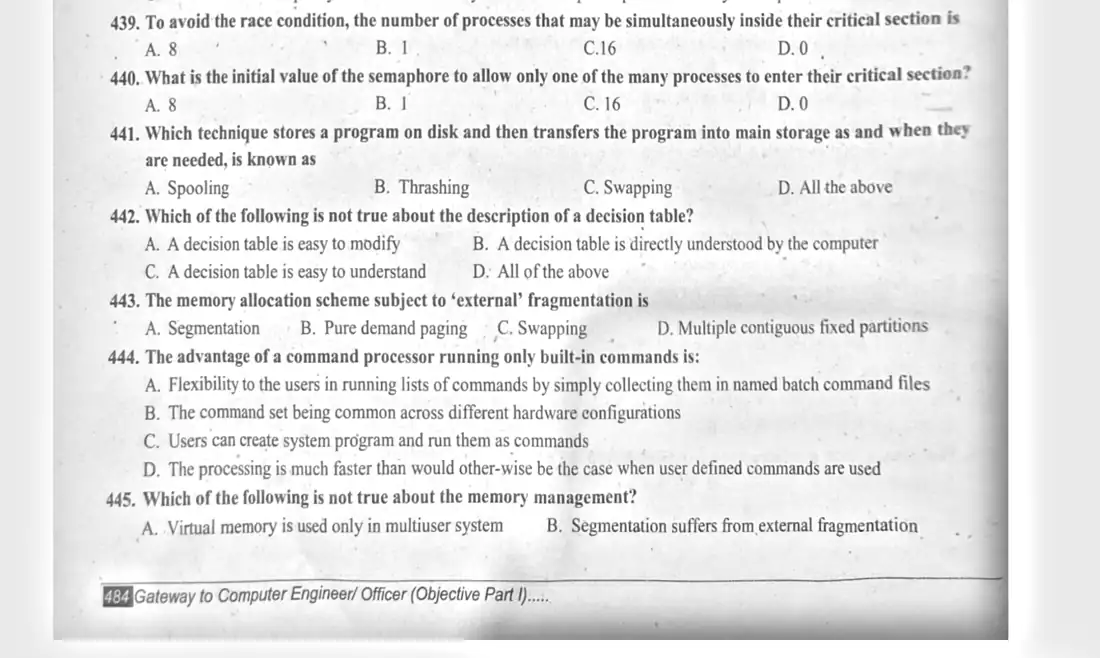 439. To avoid the race condition, the number of processes that may be simultaneously inside their critical section is
A. 8 B. 1 C.16 D. 0
440. What is the initial value of the semaphore to allow only one of the many processes to enter their critical section?
A. 8 B. 1 C. 16 D. 0
441. Which technique stores a program on disk and then transfers the program into main storage as and when they
are needed, is known as
A. Spooling B. Thrashing C. Swapping D. All the above
442. Which of the following is not true about the description of a decision table?
A. A decision table is easy to modify B. A decision table is directly understood by the computer
C. A decision table is easy to understand D. All of the above
443. The memory allocation scheme subject to ‘external’ fragmentation is
A. Segmentation B. Pure demand paging C. Swapping D. Multiple contiguous fixed partitions
444. The advantage of a command processor running only built-in commands is:
A. Flexibility to the users in running lists of commands by simply collecting them in named batch command files
B. The command set being common across different hardware configurations
C. Users can create system program and run them as commands
D. The processing is much faster than would other-wise be the case when user defined commands are used
445. Which of the following is not true about the memory management?
A. Virtual memory is used only in multiuser system B. Segmentation suffers from external fragmentation
484 Gateway to Computer Engineer/ Officer (Objective Part I).....